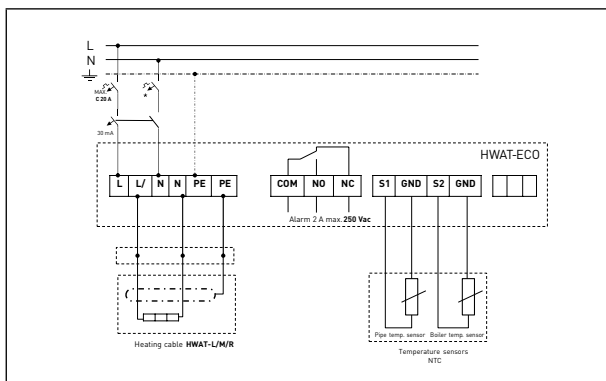 L
N
MAX.
C 20 A
*
30 mA
HWAT-ECO
L L/ N N PE PE
COM NO NC
S1 GND S2 GND
Alarm 2 A max. 250 Vac
Pipe temp. sensor Boiler temp. sensor
Heating cable HWAT-L/M/R
Temperature sensors
NTC